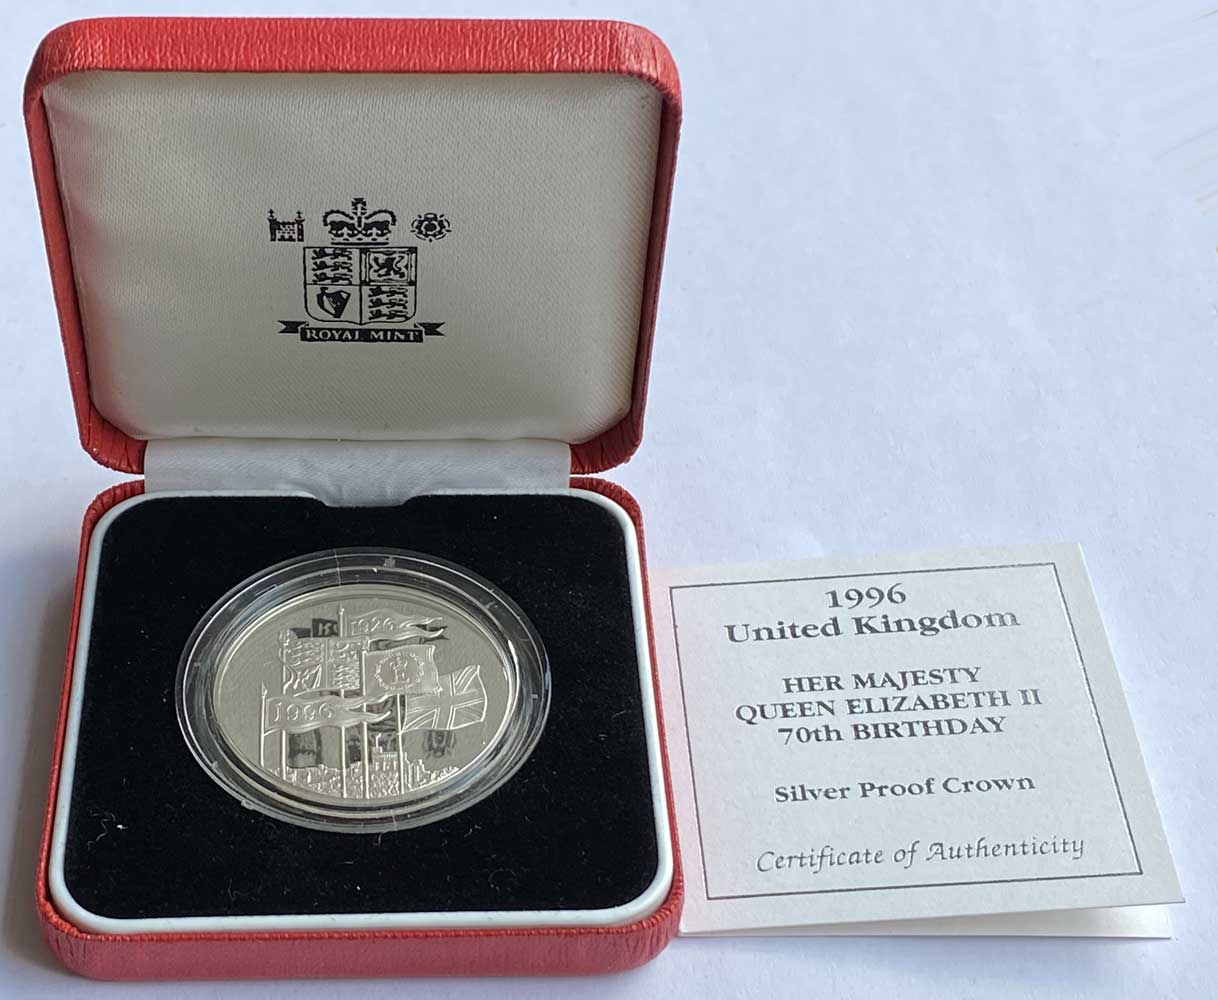 ROYAL MINT
1926
1996
1996
United Kingdom
HER MAJESTY
QUEEN ELIZABETH II
70th BIRTHDAY
Silver Proof Crown
Certificate of Authenticity